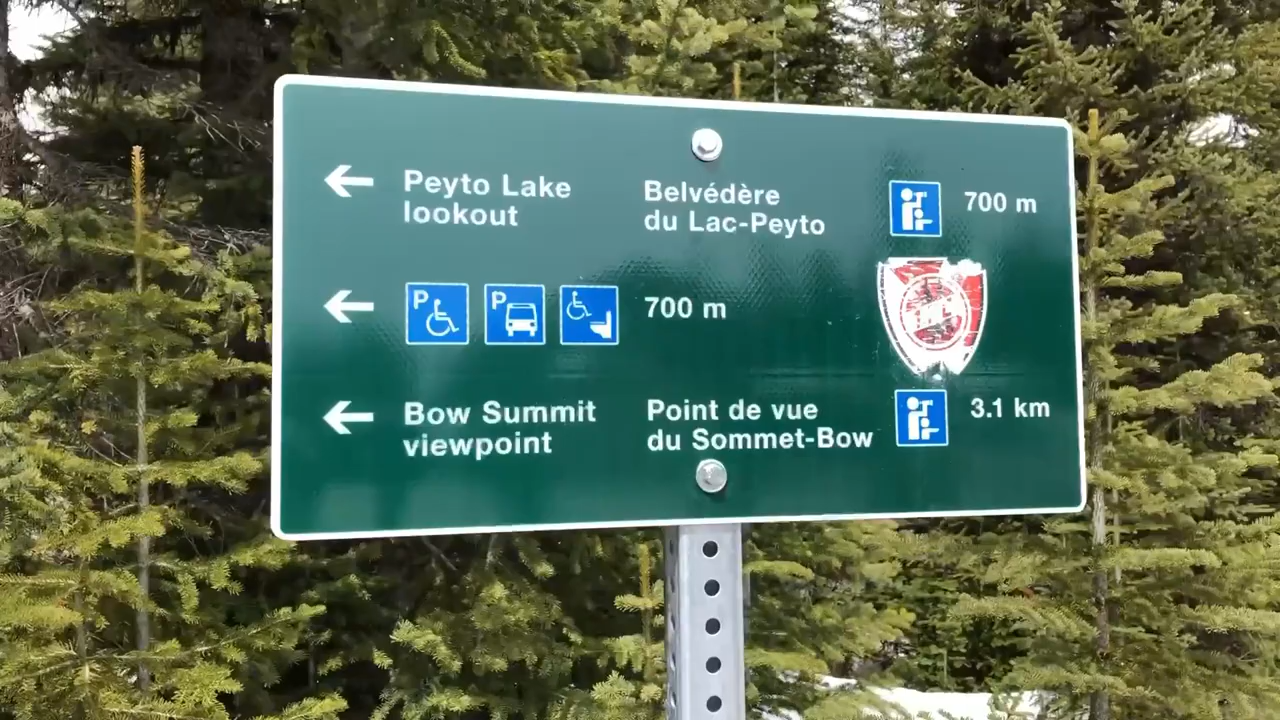 Peyto Lake
lookout
Belvédère
du Lac-Peyto
700 m
P
P
700 m
Bow Summit
viewpoint
Point de vue
du Sommet-Bow
3.1 km